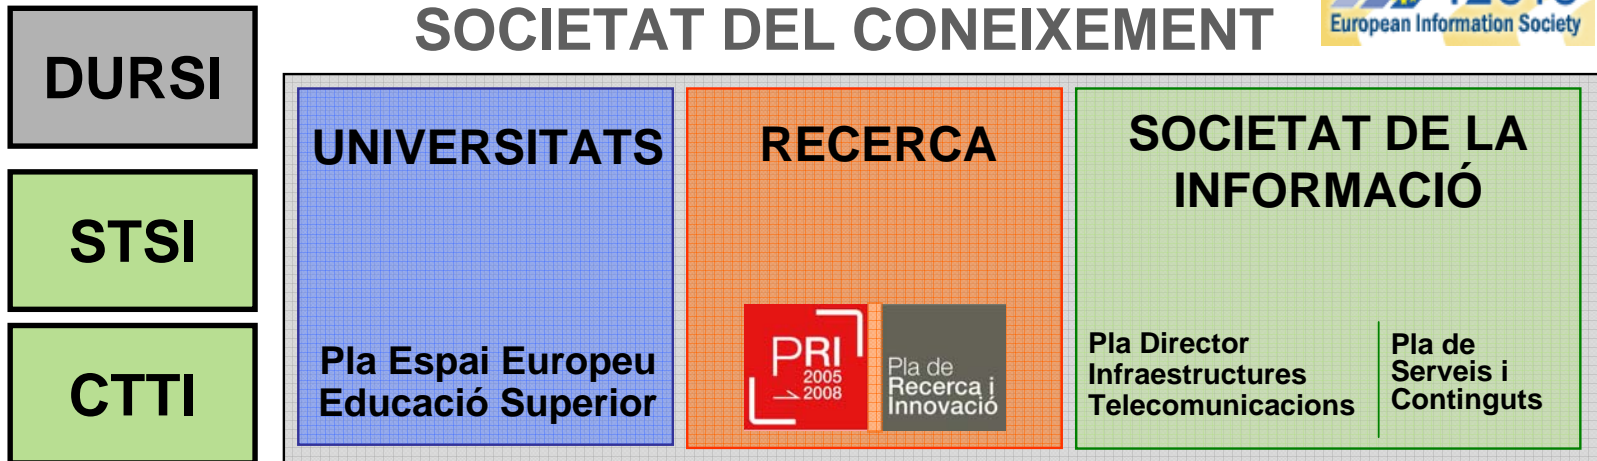 SOCIETAT DEL CONEIXEMENT
European Information Society
DURSI
STSI
CTTI
UNIVERSITATS
Pla Espai Europeu
Educació Superior
RECERCA
PRI
2005
2008
Pla de
Recerca i
Innovació
SOCIETAT DE LA
INFORMACIÓ
Pla Director
Infraestructures
Telecomunicacions
Pla de
Serveis i
Continguts